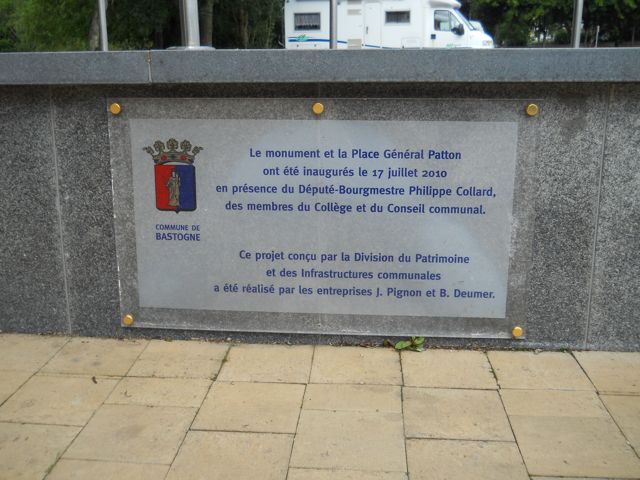 Le monument et la Place Général Patton
ont été inaugurés le 17 juillet 2010
en présence du Député-Bourgmestre Philippe Collard,
des membres du Collège et du Conseil communal.
COMMUNE DE
BASTOGNE
Ce projet conçu par la Division du Patrimoine
et des Infrastructures communales
a été réalisé par les entreprises J. Pignon et B. Deumer.